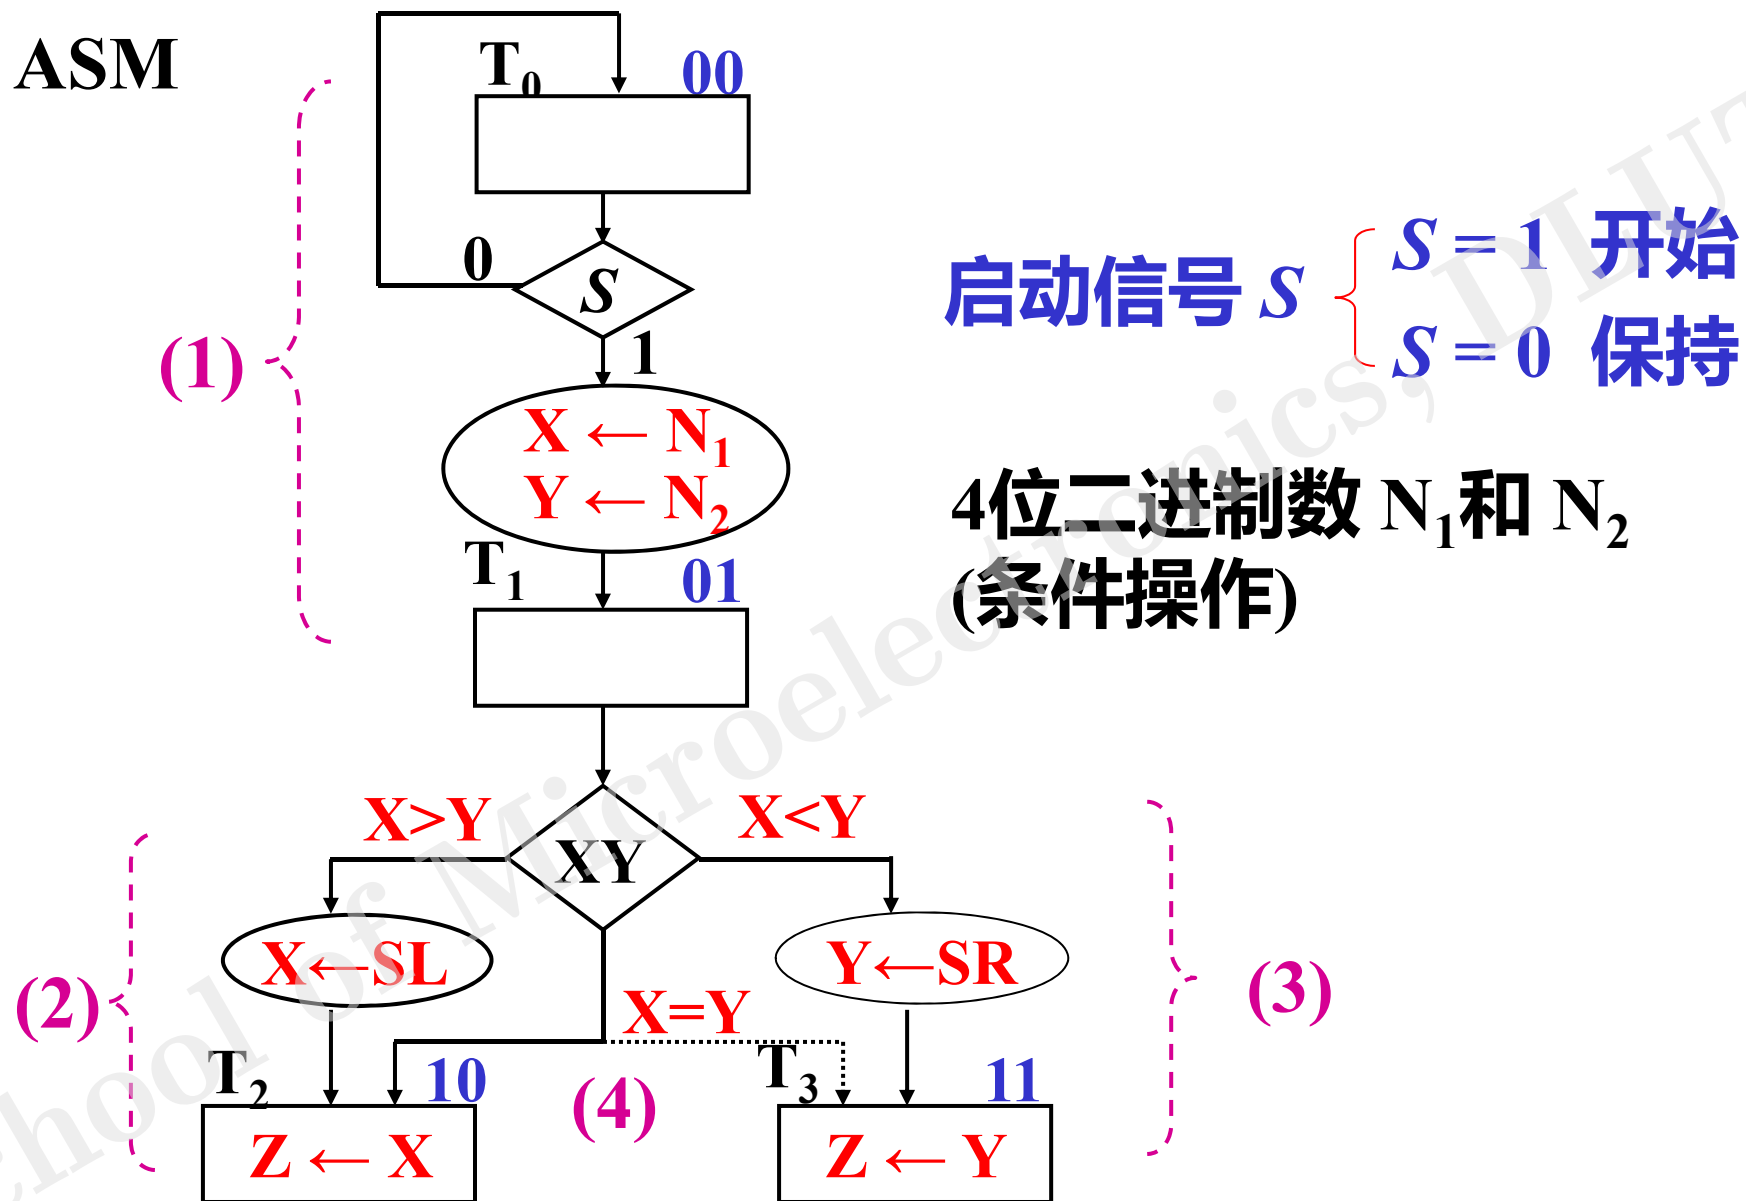 ASM
T₀ 00
0
S
1
(1)
X ← N₁
Y ← N₂
启动信号 S
S = 1 开始
S = 0 保持
4位二进制数 N₁和 N₂
(条件操作)
T₁ 01
X>Y
X<Y
XY
X←SL
Y←SR
(2)
(3)
X=Y
T₂ 10
(4)
T₃ 11
Z ← X
Z ← Y
School of Microelectronics, DLUT